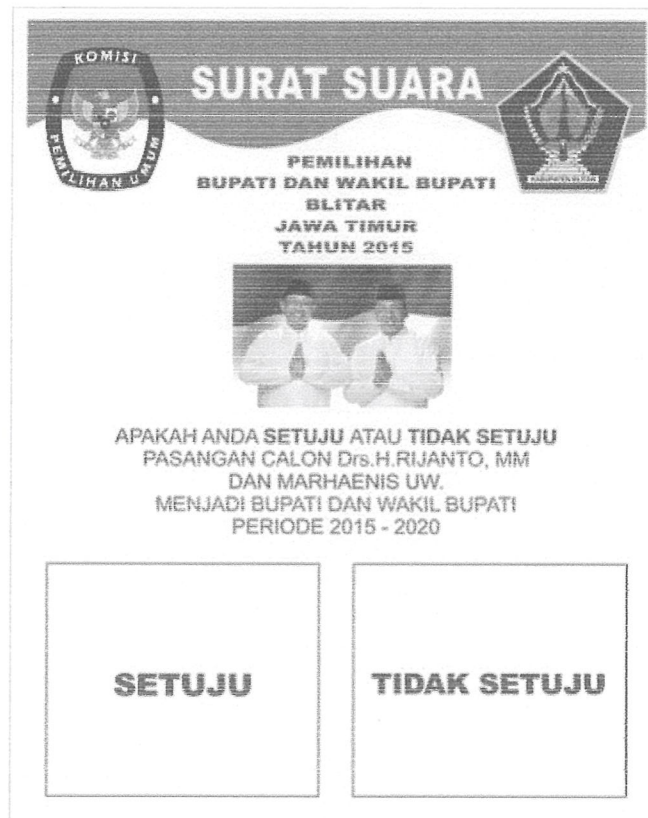 KOMISI
PEMILIHAN UMUM
SURAT SUARA
KABUPATEN BLITAR
PEMILIHAN
BUPATI DAN WAKIL BUPATI
BLITAR
JAWA TIMUR
TAHUN 2015
APAKAH ANDA SETUJU ATAU TIDAK SETUJU
PASANGAN CALON Drs.H.RIJANTO, MM
DAN MARHAENIS UW.
MENJADI BUPATI DAN WAKIL BUPATI
PERIODE 2015 - 2020
SETUJU
TIDAK SETUJU